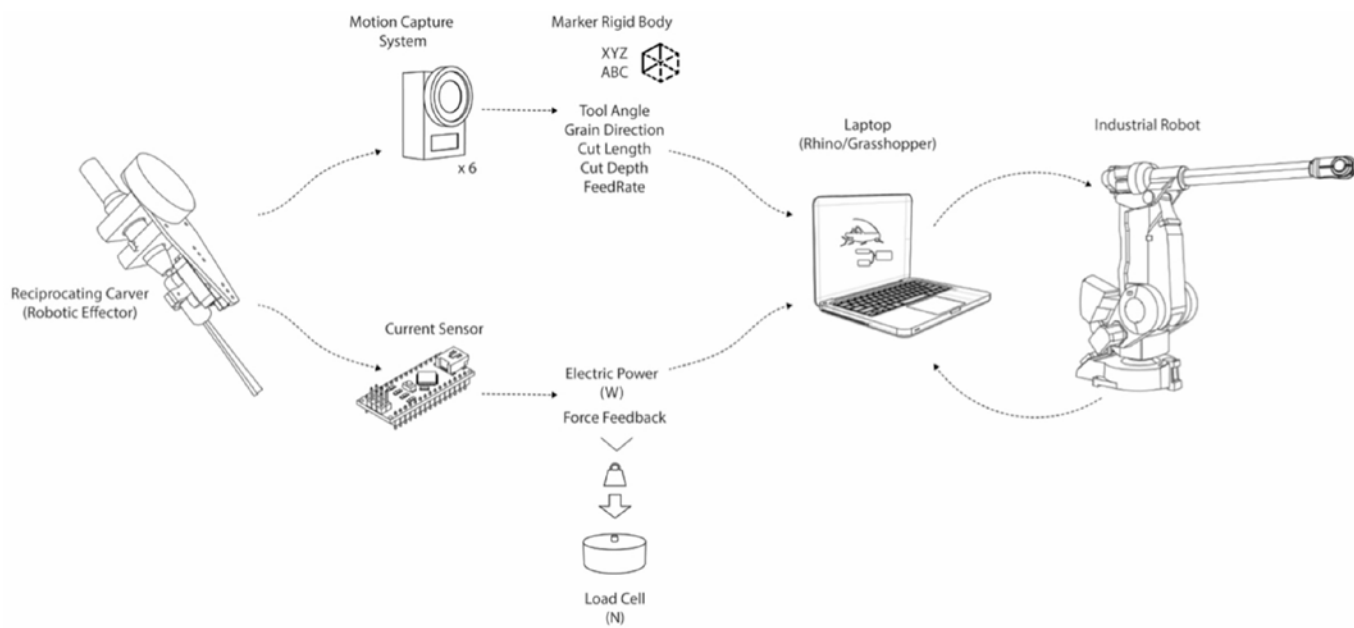 Motion Capture
System
x 6
Marker Rigid Body
XYZ
ABC
Tool Angle
Grain Direction
Cut Length
Cut Depth
FeedRate
Laptop
(Rhino/Grasshopper)
Industrial Robot
Reciprocating Carver
(Robotic Effector)
Current Sensor
Electric Power
(W)
Force Feedback
Load Cell
(N)